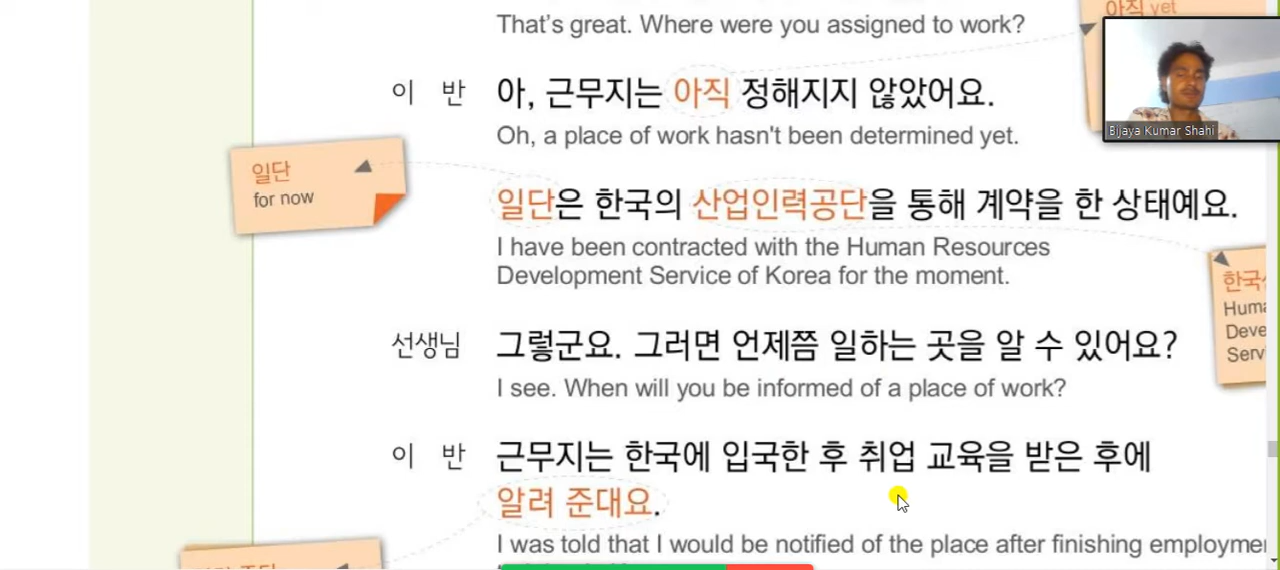 That's great. Where were you assigned to work?
아직 yet
Bijaya Kumar Shahi
이 반 아, 근무지는 아직 정해지지 않았어요.
Oh, a place of work hasn't been determined yet.
일단
for now
일단은 한국의 산업인력공단을 통해 계약을 한 상태예요.
I have been contracted with the Human Resources
Development Service of Korea for the moment.
선생님 그렇군요. 그러면 언제쯤 일하는 곳을 알 수 있어요?
I see. When will you be informed of a place of work?
이 반 근무지는 한국에 입국한 후 취업 교육을 받은 후에
알려 준대요.
I was told that I would be notified of the place after finishing